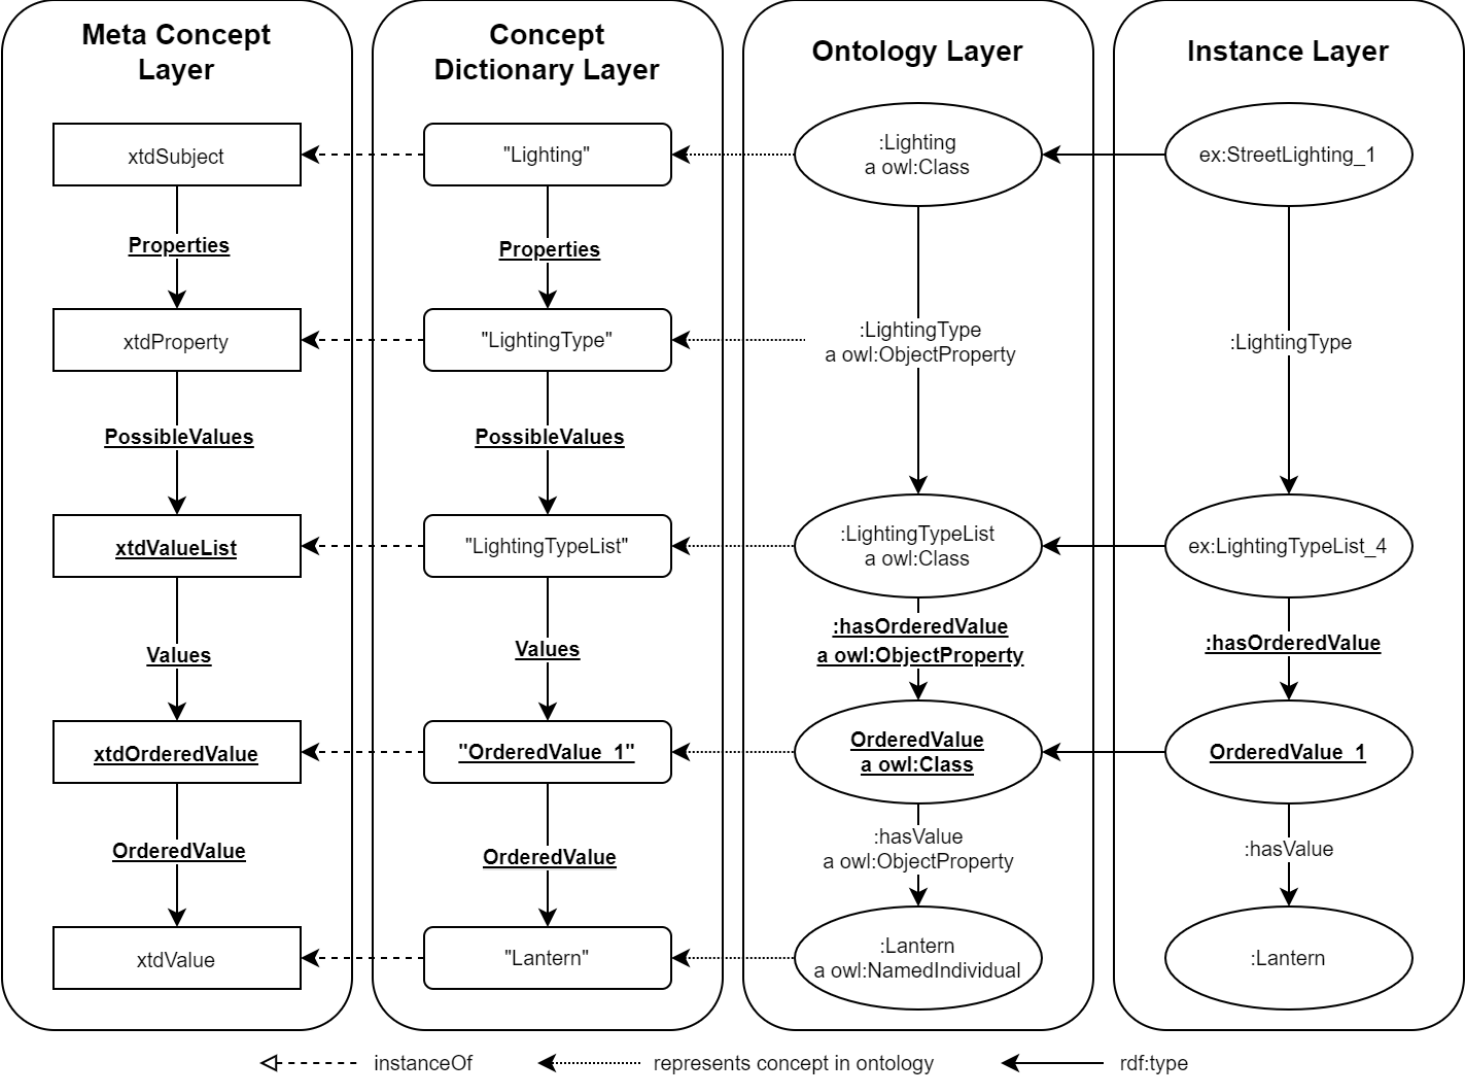 Meta Concept
Layer
Concept
Dictionary Layer
Ontology Layer
Instance Layer
xtdSubject
"Lighting"
:Lighting
a owl:Class
ex:StreetLighting_1
Properties
Properties
xtdProperty
"LightingType"
:LightingType
a owl:ObjectProperty
:LightingType
PossibleValues
PossibleValues
xtdValueList
"LightingTypeList"
:LightingTypeList
a owl:Class
ex:LightingTypeList_4
Values
Values
:hasOrderedValue
a owl:ObjectProperty
:hasOrderedValue
xtdOrderedValue
"OrderedValue_1"
OrderedValue
a owl:Class
OrderedValue_1
OrderedValue
OrderedValue
:hasValue
a owl:ObjectProperty
:hasValue
xtdValue
"Lantern"
:Lantern
a owl:NamedIndividual
:Lantern
instanceOf
represents concept in ontology
rdf:type